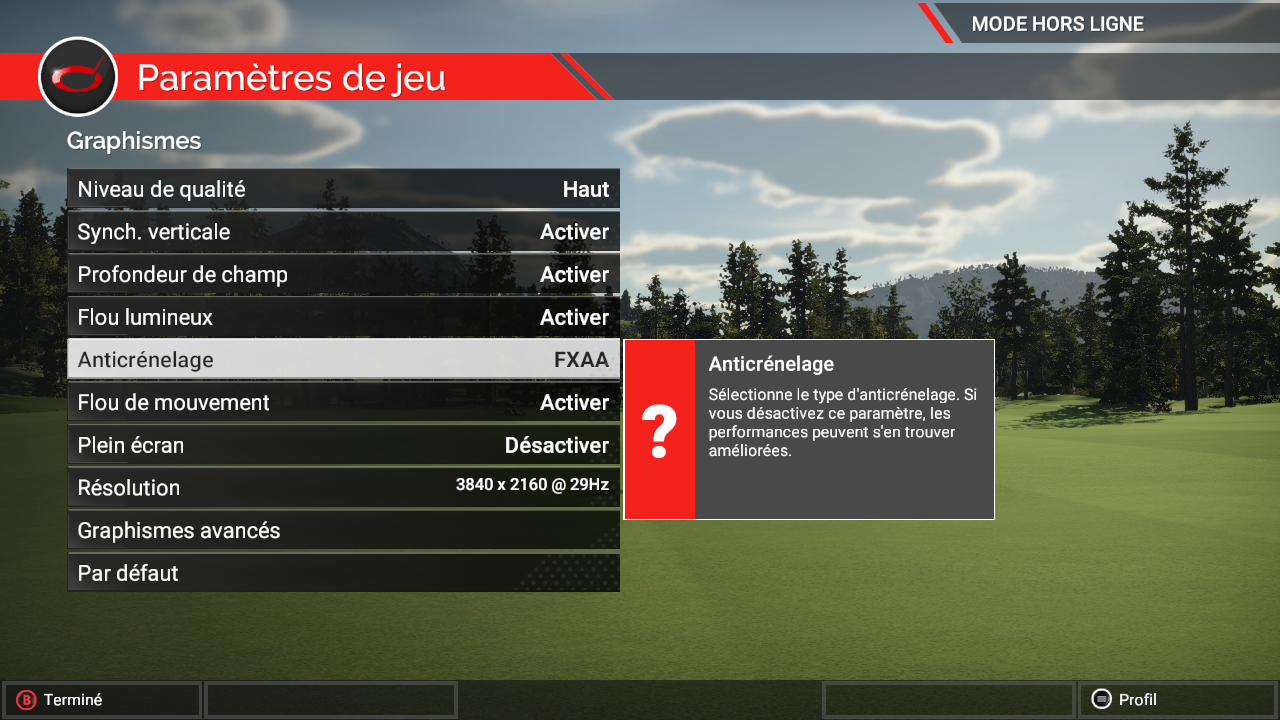 MODE HORS LIGNE
Paramètres de jeu
Graphismes
Niveau de qualité Haut
Synch. verticale Activer
Profondeur de champ Activer
Flou lumineux Activer
Anticrénelage FXAA
Flou de mouvement Activer
Plein écran Désactiver
Résolution 3840 x 2160 @ 29Hz
Graphismes avancés
Par défaut
?
Anticrénelage
Sélectionne le type d'anticrénelage. Si
vous désactivez ce paramètre, les
performances peuvent s'en trouver
améliorées.
B Terminé
Profil